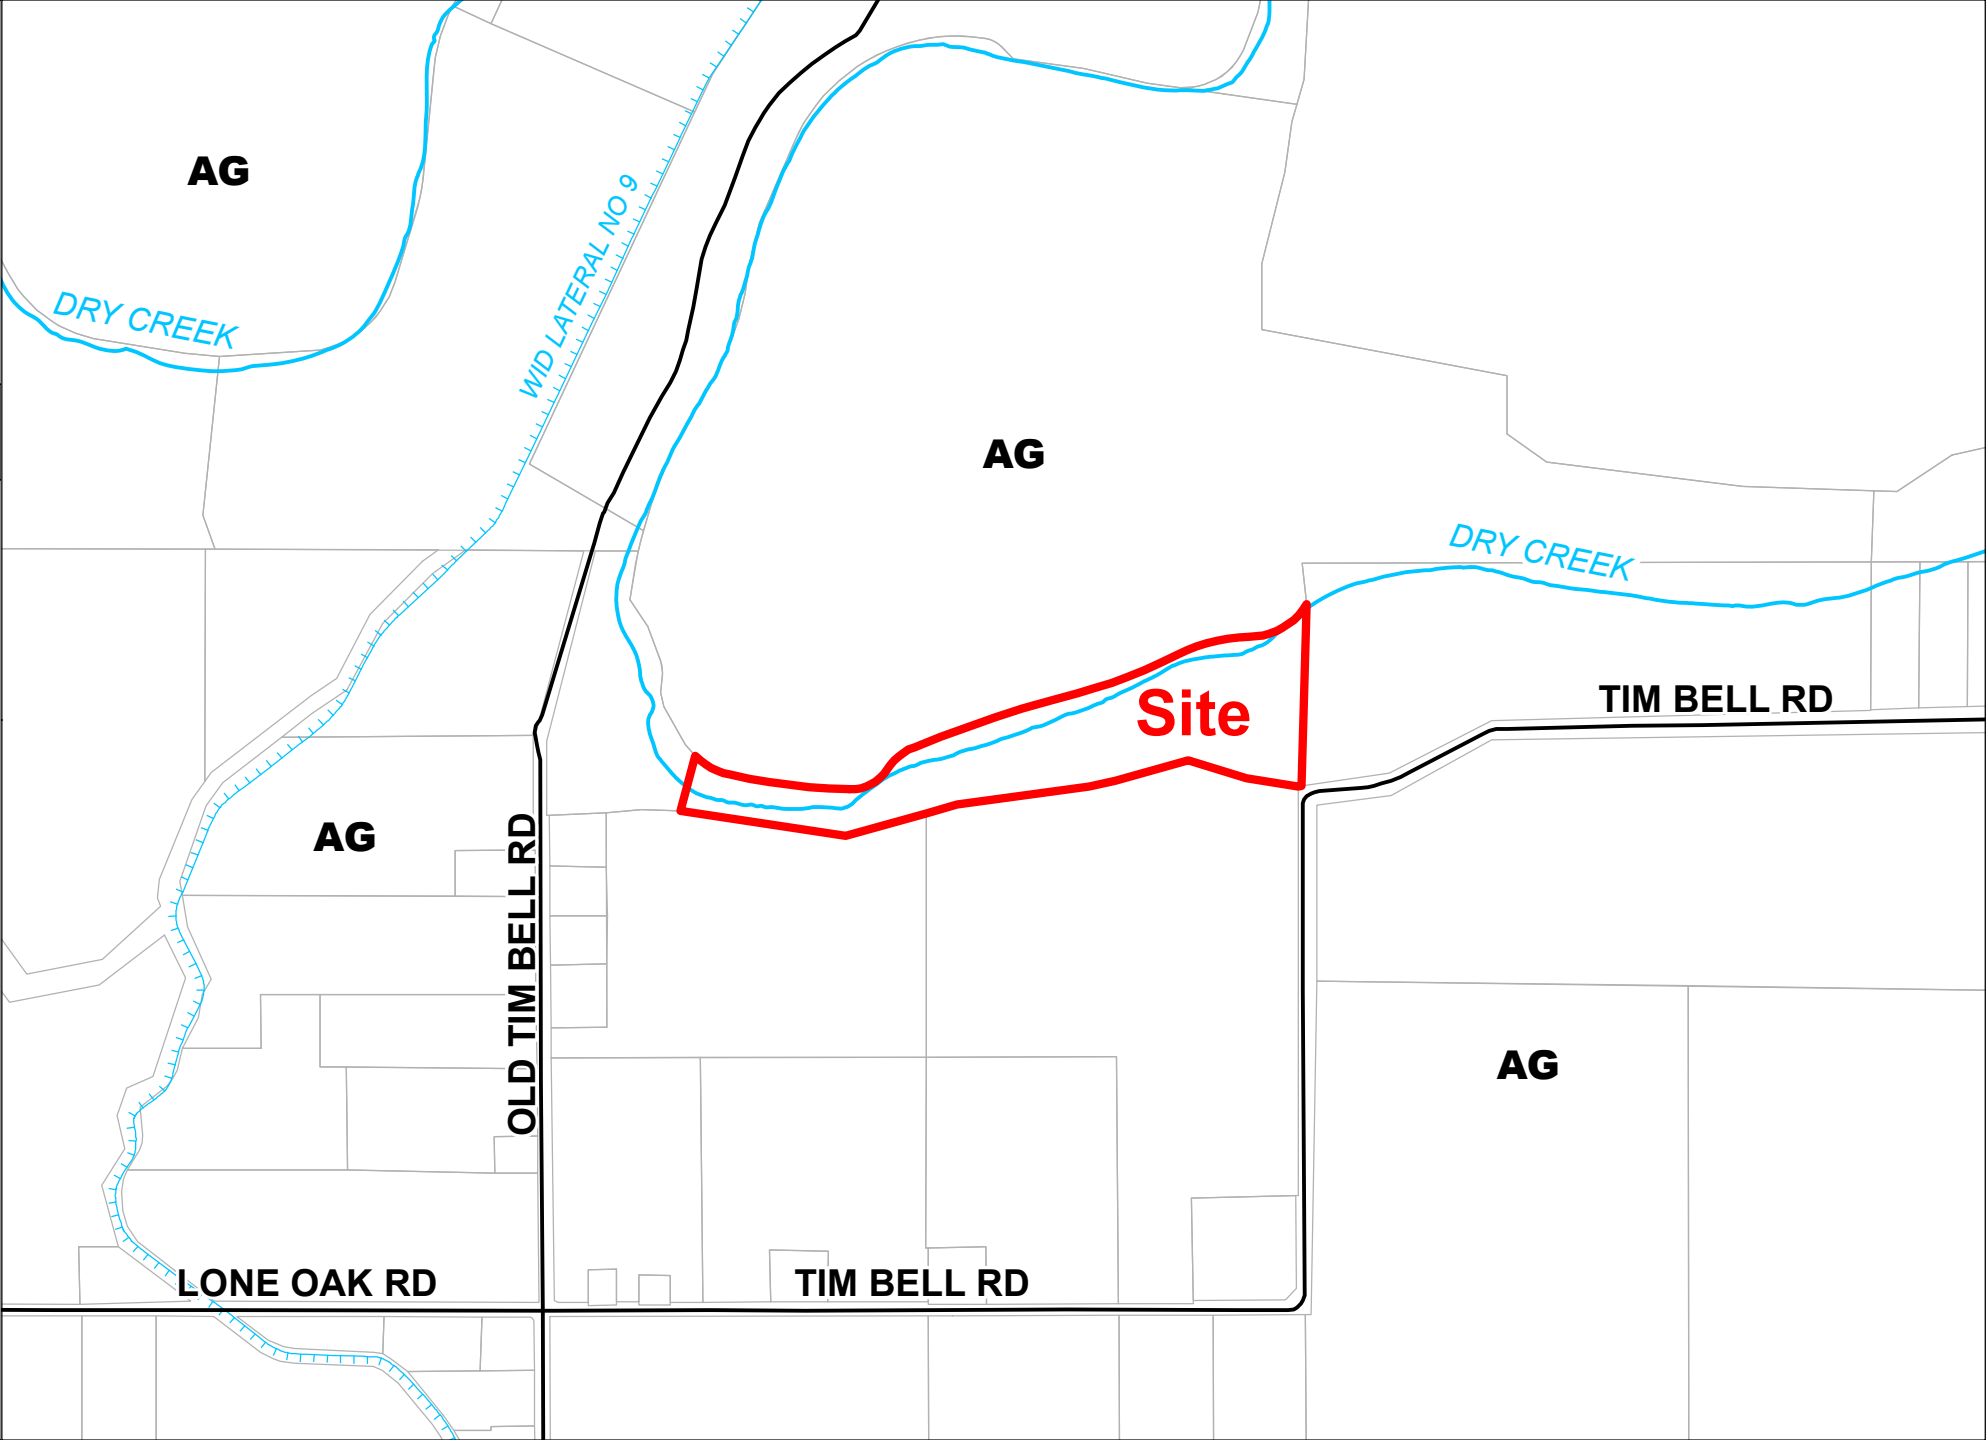 AG
WID LATERAL NO 9
DRY CREEK
AG
DRY CREEK
TIM BELL RD
Site
AG
OLD TIM BELL RD
AG
LONE OAK RD
TIM BELL RD